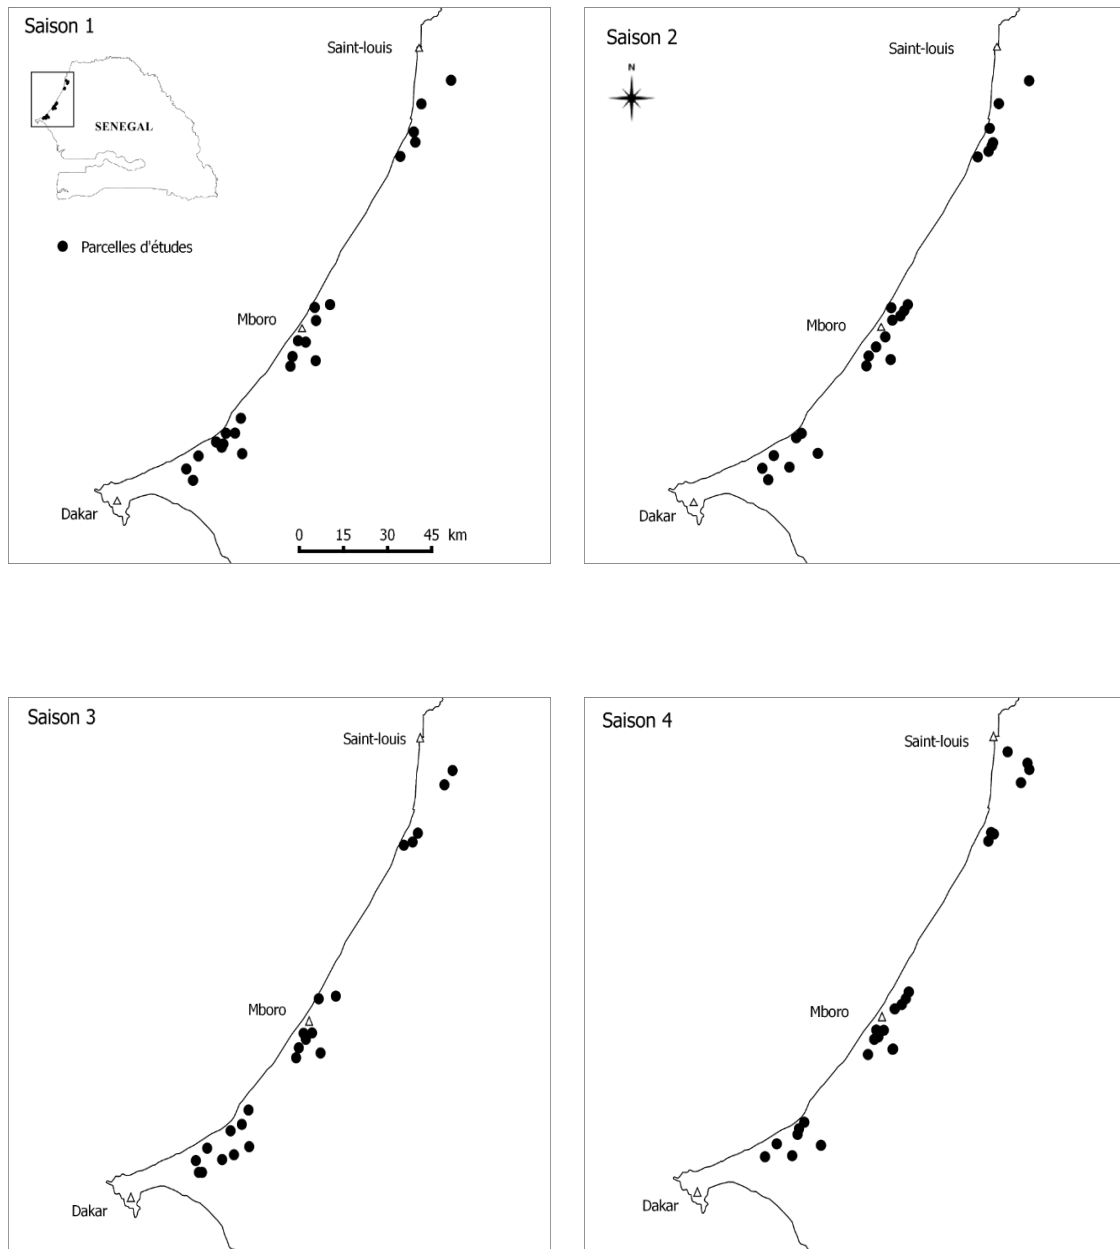 Saison 1
Saint-louis
SENEGAL
Parcelles d'études
Mboro
Dakar
0 15 30 45 km
Saison 2
N
Saint-louis
Mboro
Dakar
Saison 3
Saint-louis
Mboro
Dakar
Saison 4
Saint-louis
Mboro
Dakar